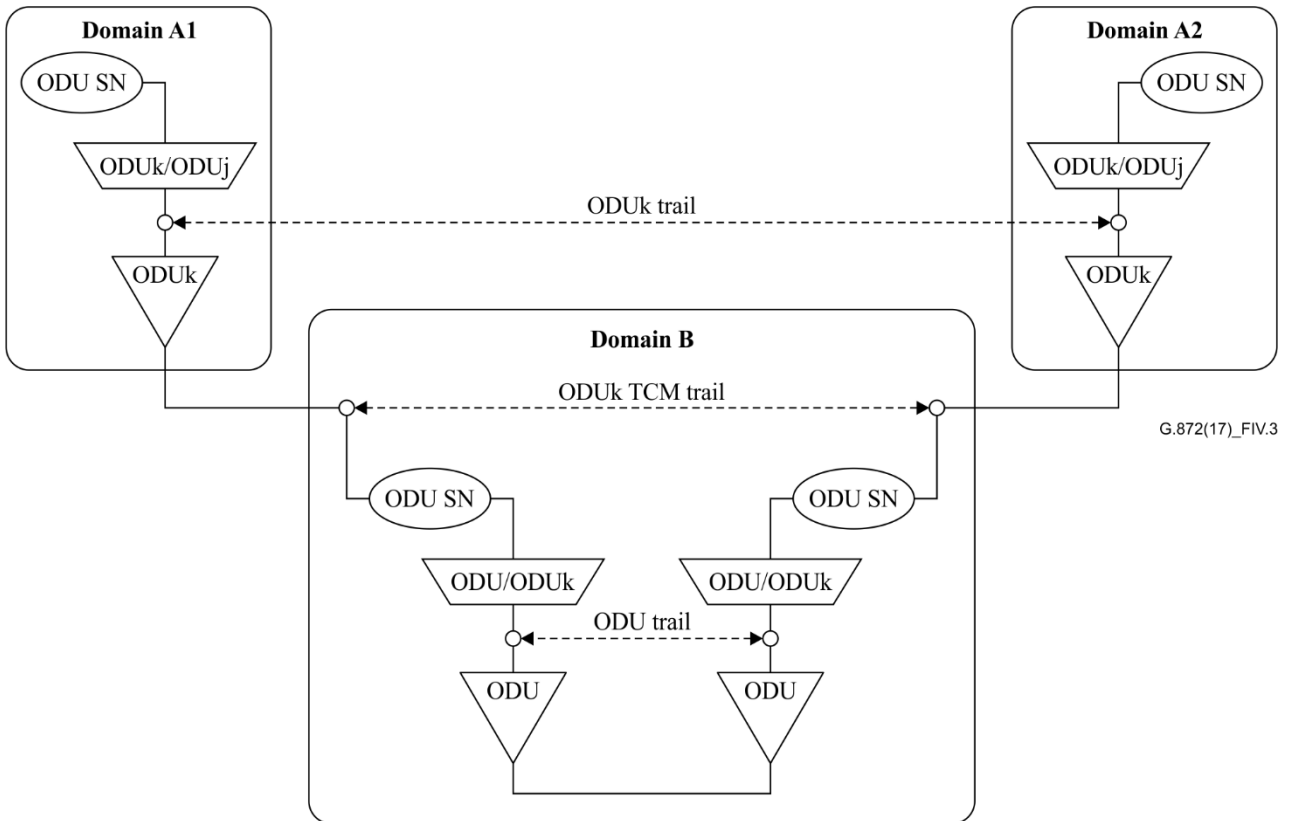 Domain A1
Domain A2
ODU SN
ODU SN
ODUk/ODUj
ODUk/ODUj
ODUk trail
ODUk
ODUk
Domain B
ODUk TCM trail
G.872(17)_FIV.3
ODU SN
ODU SN
ODU/ODUk
ODU/ODUk
ODU trail
ODU
ODU